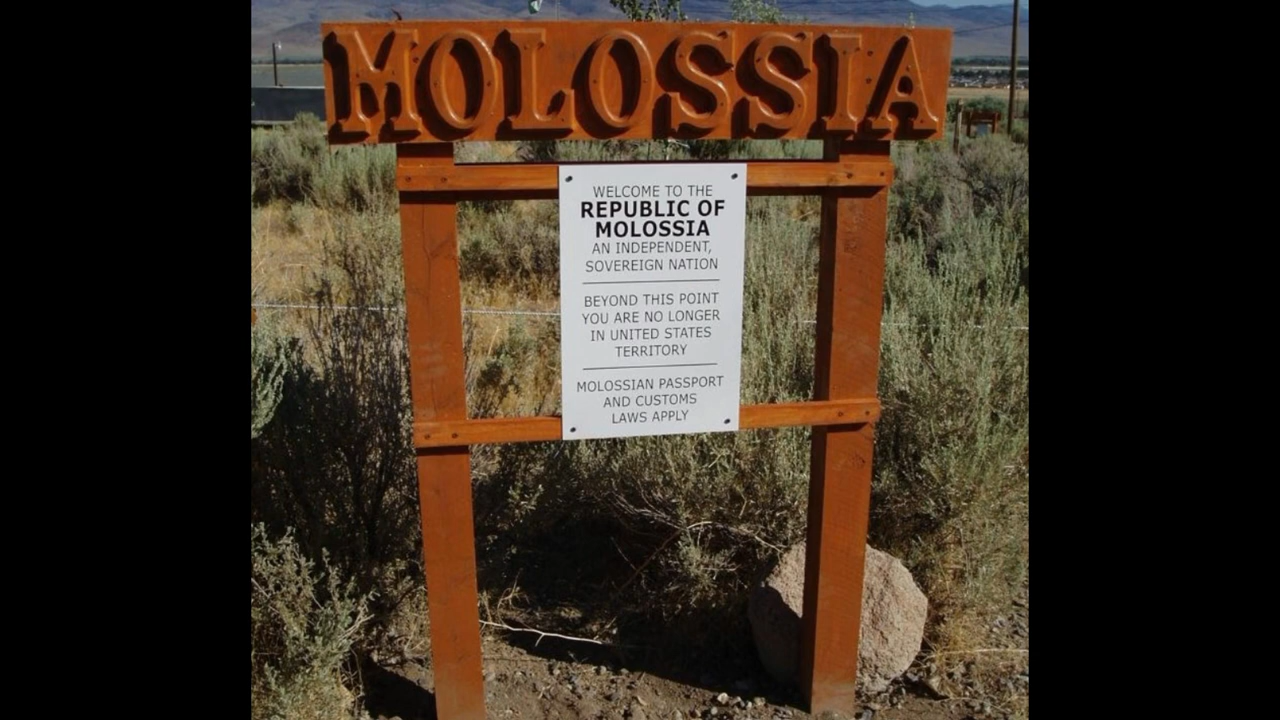 MOLOSSIA
WELCOME TO THE
REPUBLIC OF
MOLOSSIA
AN INDEPENDENT,
SOVEREIGN NATION
BEYOND THIS POINT
YOU ARE NO LONGER
IN UNITED STATES
TERRITORY
MOLOSSIAN PASSPORT
AND CUSTOMS
LAWS APPLY